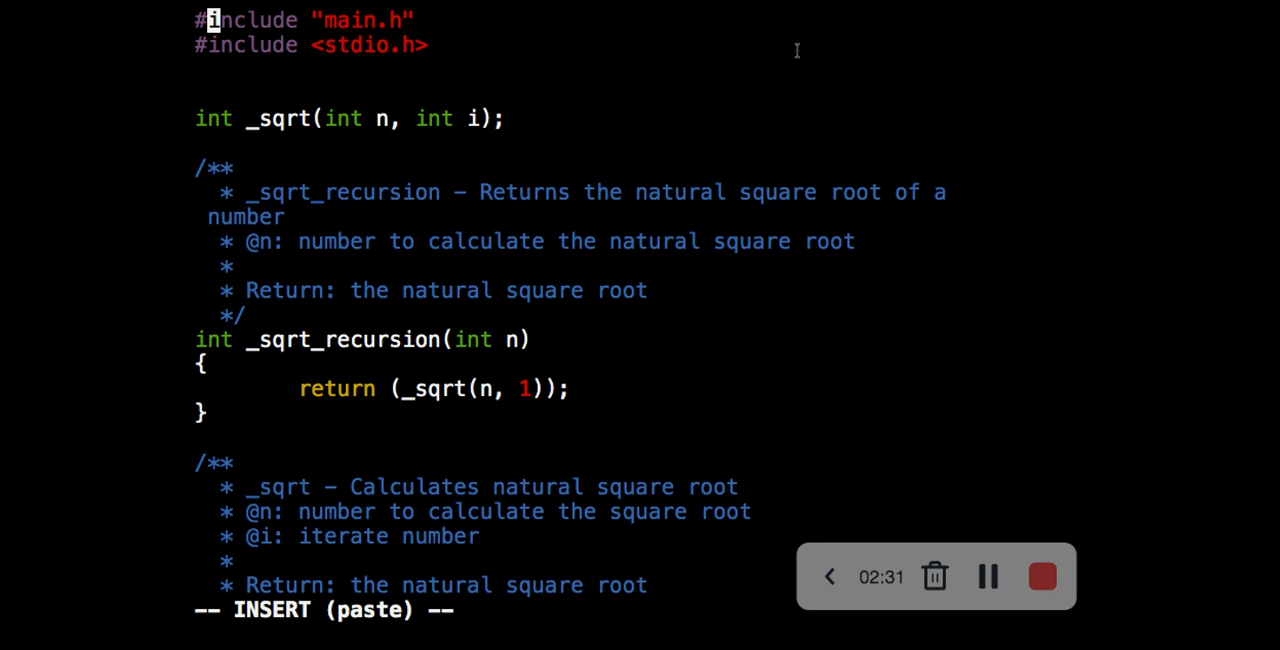 #include "main.h"
#include <stdio.h>
int _sqrt(int n, int i);
/**
* _sqrt_recursion – Returns the natural square root of a
number
* @n: number to calculate the natural square root
*
* Return: the natural square root
*/
int _sqrt_recursion(int n)
{
return (_sqrt(n, 1));
}
/**
* _sqrt – Calculates natural square root
* @n: number to calculate the square root
* @i: iterate number
*
* Return: the natural square root
-- INSERT (paste) --
02:31